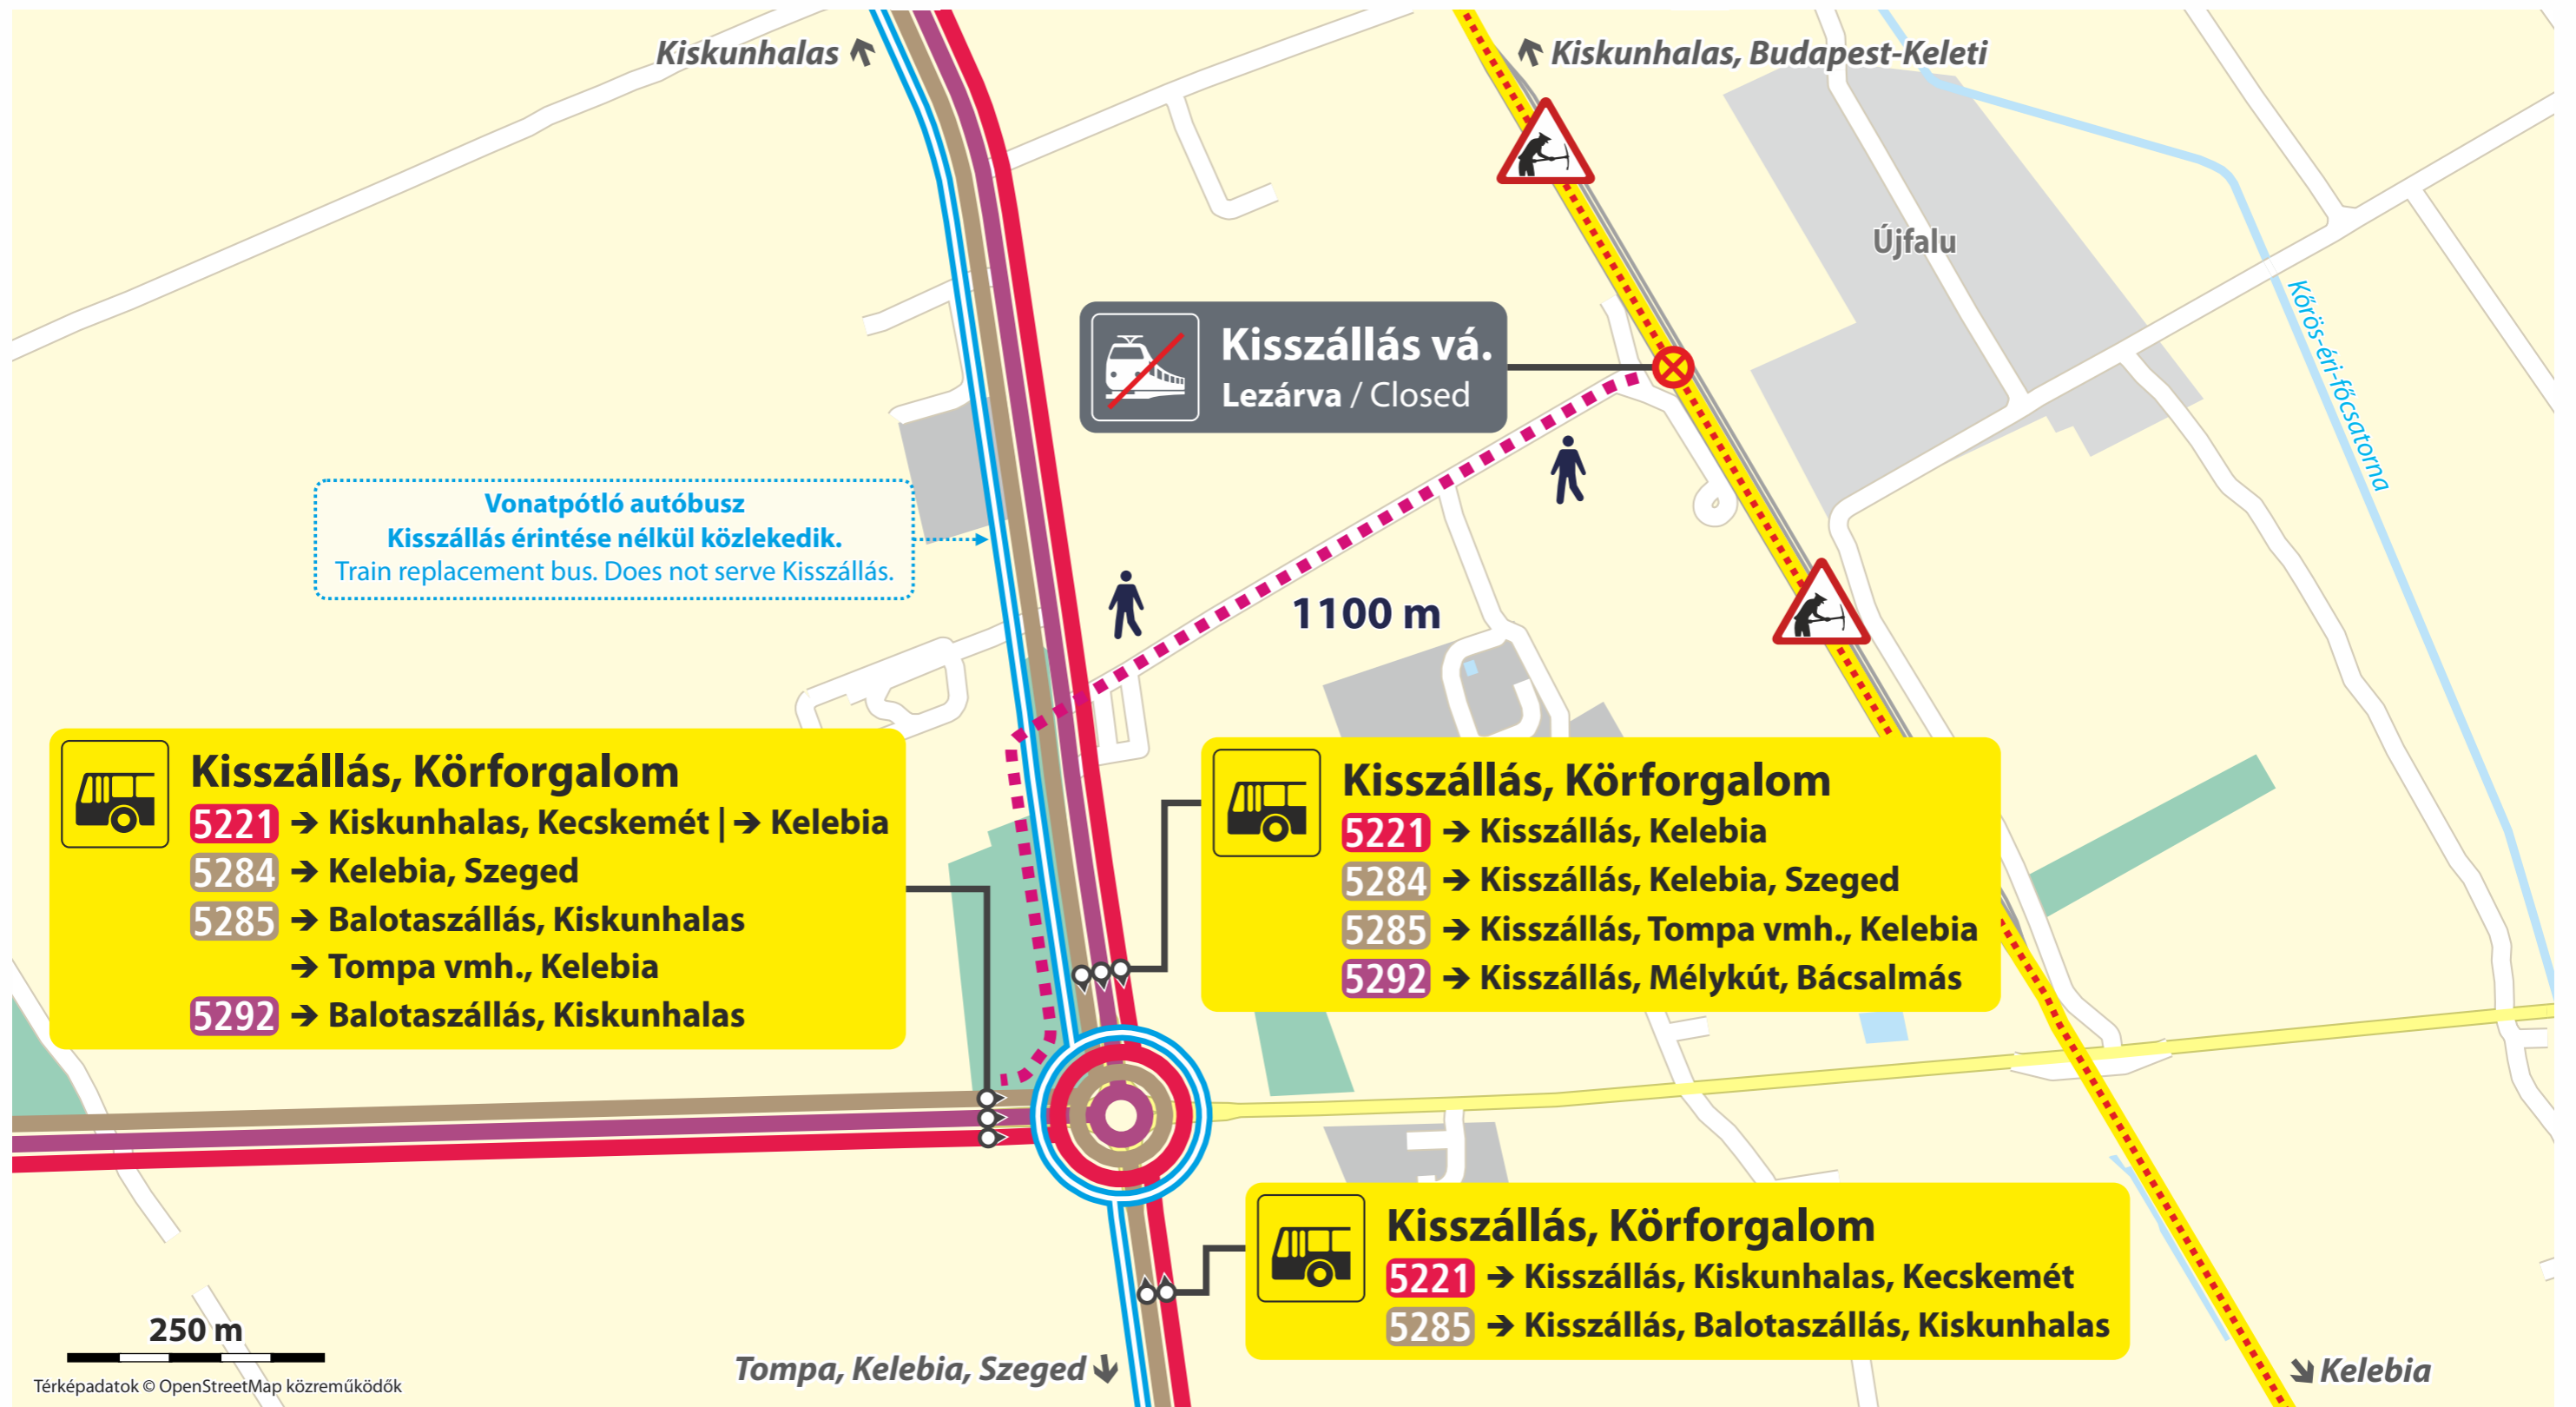 Kiskunhalas
Kiskunhalas, Budapest-Keleti
Újfalu
Kőrös-éri-főcsatorna
Kisszállás vá.
Lezárva / Closed
Vonatpótló autóbusz
Kisszállás érintése nélkül közlekedik.
Train replacement bus. Does not serve Kisszállás.
1100 m
Kisszállás, Körforgalom
5221 ➔ Kiskunhalas, Kecskemét | ➔ Kelebia
5284 ➔ Kelebia, Szeged
5285 ➔ Balotaszállás, Kiskunhalas
➔ Tompa vmh., Kelebia
5292 ➔ Balotaszállás, Kiskunhalas
Kisszállás, Körforgalom
5221 ➔ Kisszállás, Kelebia
5284 ➔ Kisszállás, Kelebia, Szeged
5285 ➔ Kisszállás, Tompa vmh., Kelebia
5292 ➔ Kisszállás, Mélykút, Bácsalmás
Kisszállás, Körforgalom
5221 ➔ Kisszállás, Kiskunhalas, Kecskemét
5285 ➔ Kisszállás, Balotaszállás, Kiskunhalas
250 m
Térképadatok © OpenStreetMap közreműködők
Tompa, Kelebia, Szeged
Kelebia